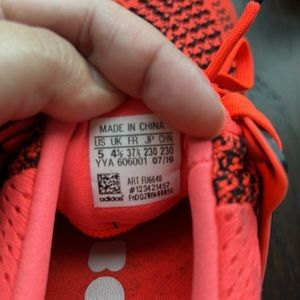 MADE IN CHINA
US UK FR JP CHN
5 4½ 37⅓ 230 230
YYA 606001 07/19
ART FU6648
#123421457
adidas